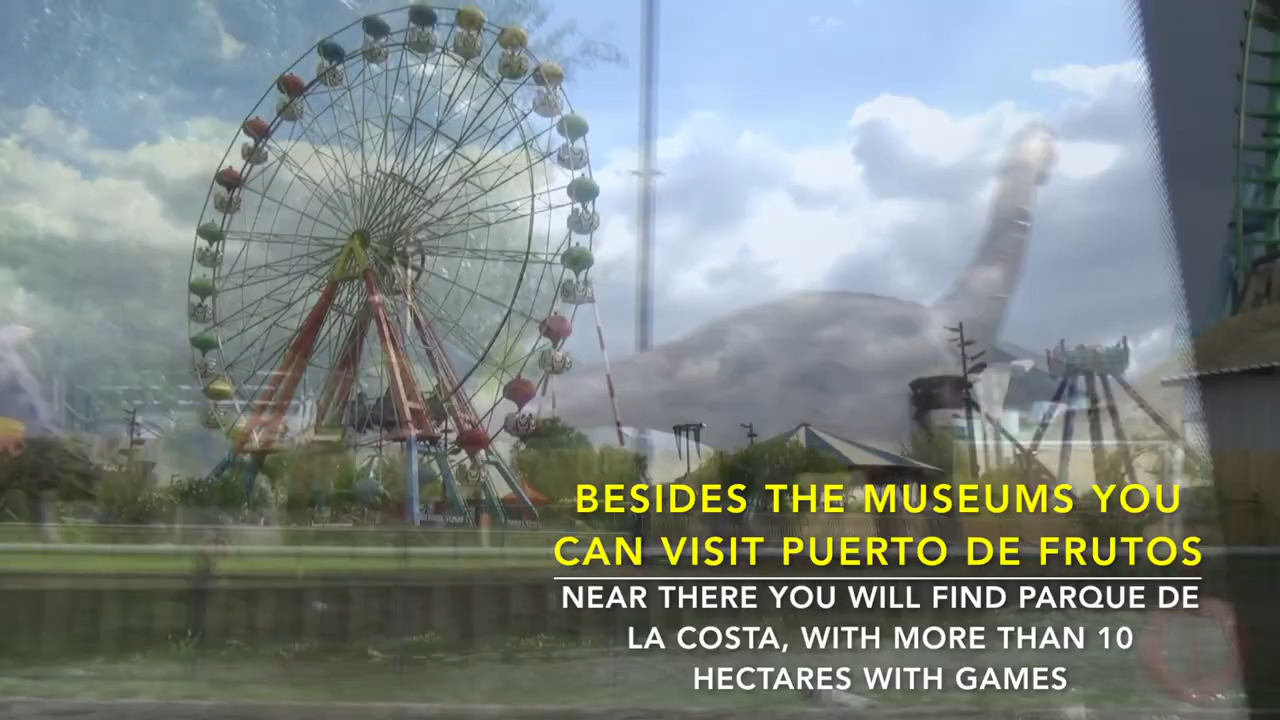 BESIDES THE MUSEUMS YOU
CAN VISIT PUERTO DE FRUTOS
NEAR THERE YOU WILL FIND PARQUE DE
LA COSTA, WITH MORE THAN 10
HECTARES WITH GAMES